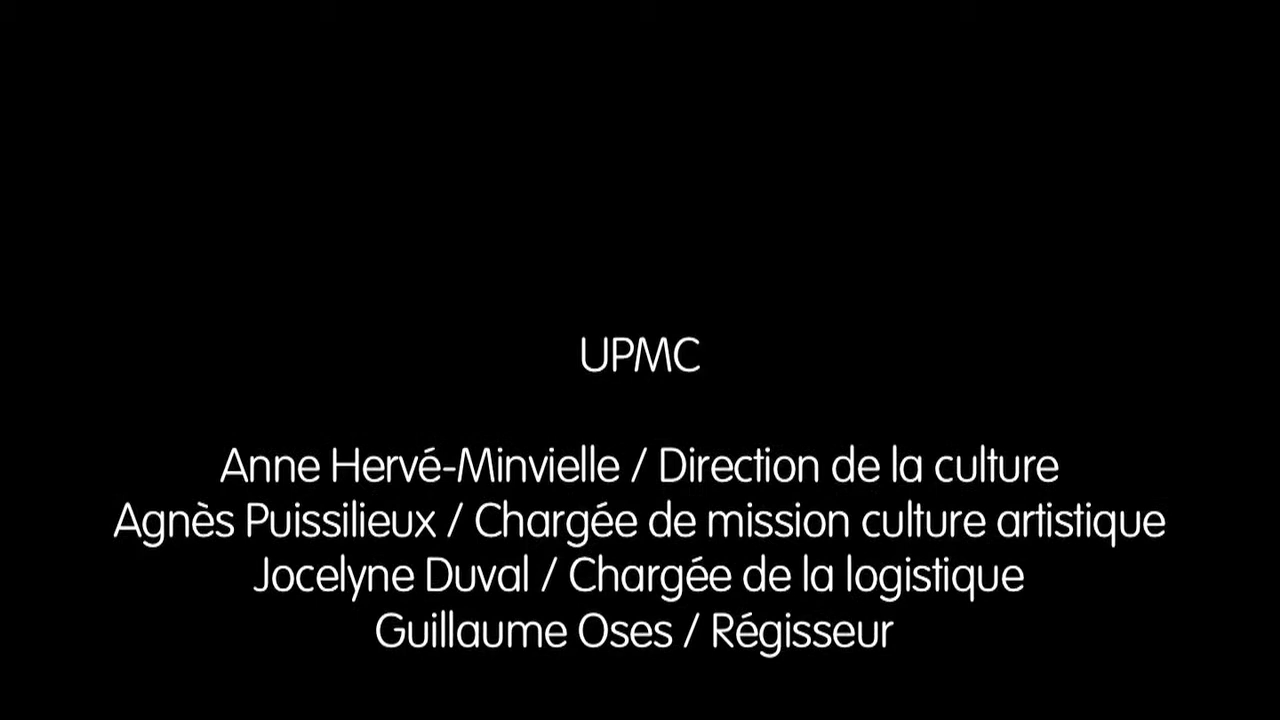 UPMC
Anne Hervé-Minvielle / Direction de la culture
Agnès Puissilieux / Chargée de mission culture artistique
Jocelyne Duval / Chargée de la logistique
Guillaume Oses / Régisseur